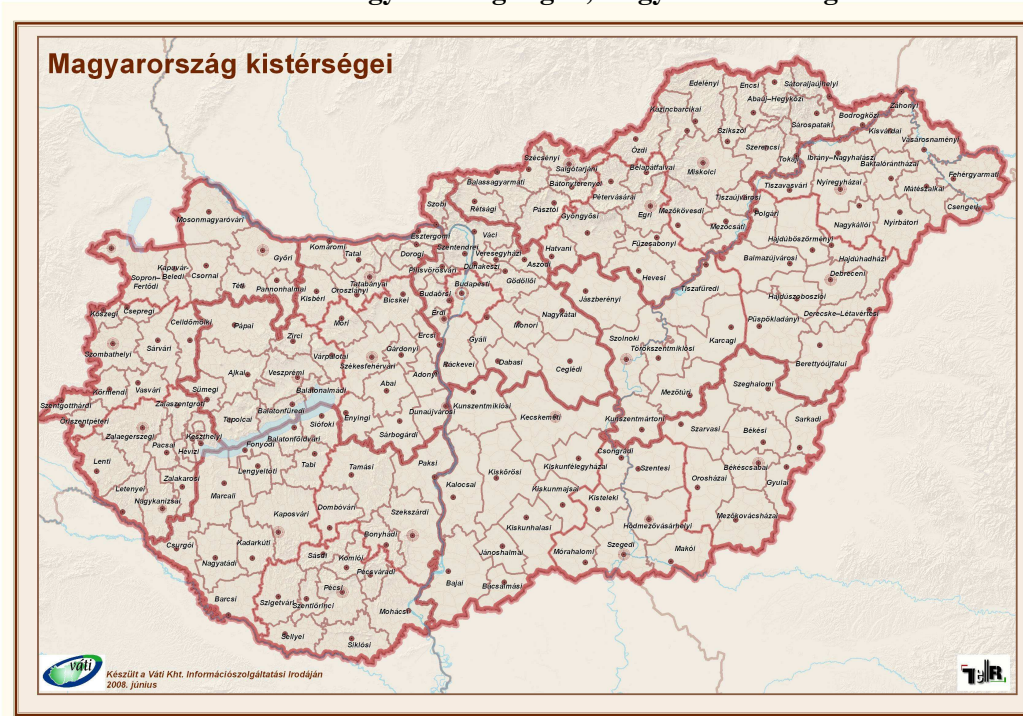 Magyarország kistérségei
Edelényi
Encsi
Sátoraljaújhelyi
Abaúj–Hegyközi
Kazincbarcikai
Bodrogközi
Záhonyi
Sárospataki
Szikszói
Kisvárdai
Vásárosnaményi
Ózdi
Szerencsi
Tokaji
Ibrány–Nagyhalászi
Baktalórántházai
Szécsényi
Salgótarjáni
Bélapátfalvai
Miskolci
Fehérgyarmati
Balassagyarmati
Bátonyterenyei
Tiszavasvári
Nyíregyházai
Mátészalkai
Pétervásárai
Tiszaújvárosi
Szobi
Rétsági
Pásztói
Gyöngyösi
Egri
Mezőkövesdi
Polgári
Csengeri
Mosonmagyaróvári
Mezőcsáti
Nagykállói
Nyírbátori
Esztergomi
Váci
Komáromi
Szentendrei
Hatvani
Füzesabonyi
Hajdúböszörményi
Tatai
Dorogi
Veresegyházi
Győri
Aszódi
Balmazújvárosi
Hajdúhadházi
Kapuvár–
Beledi
Csornai
Pilisvörösvári
Dunakeszi
Sopron–
Fertődi
Téti
Pannonhalmai
Tatabányai
Oroszlányi
Budapesti
Gödöllői
Hevesi
Debreceni
Kisbéri
Bicskei
Budaörsi
Jászberényi
Tiszafüredi
Hajdúszoboszlói
Kőszegi
Csepregi
Érdi
Nagykátai
Derecske–Létavértesi
Celldömölki
Pápai
Móri
Monori
Püspökladányi
Zirci
Ercsi
Gyáli
Szolnoki
Karcagi
Szombathelyi
Sárvári
Várpalotai
Gárdonyi
Törökszentmiklósi
Székesfehérvári
Ráckevei
Dabasi
Ceglédi
Berettyóújfalui
Ajkai
Veszprémi
Adonyi
Körmendi
Vasvári
Sümegi
Balatonalmádi
Abai
Mezőtúri
Szeghalomi
Szentgotthárdi
Zalaszentgróti
Balatonfüredi
Enyingi
Dunaújvárosi
Kunszentmiklósi
Őriszentpéteri
Tapolcai
Siófoki
Kecskeméti
Kunszentmártoni
Sarkadi
Zalaegerszegi
Keszthelyi
Balatonföldvári
Sárbogárdi
Szarvasi
Békési
Pacsai
Hévízi
Fonyódi
Csongrádi
Lenti
Lengyeltóti
Tabi
Tamási
Paksi
Kiskőrösi
Kiskunfélegyházai
Szentesi
Békéscsabai
Zalakarosi
Kalocsai
Orosházai
Gyulai
Letenyei
Marcali
Kiskunmajsai
Kisteleki
Nagykanizsai
Dombóvári
Kaposvári
Szekszárdi
Kiskunhalasi
Hódmezővásárhelyi
Mezőkovácsházai
Csurgói
Kadarkúti
Bonyhádi
Szegedi
Makói
Nagyatádi
Sásdi
Komlói
Jánoshalmai
Mórahalomi
Pécsváradi
Bajai
Bácsalmási
Barcsi
Szigetvári
Szentlőrinci
Pécsi
Mohácsi
Sellyei
Siklósi
váti
Készült a Váti Kht. Információszolgáltatási Irodáján
2008. június